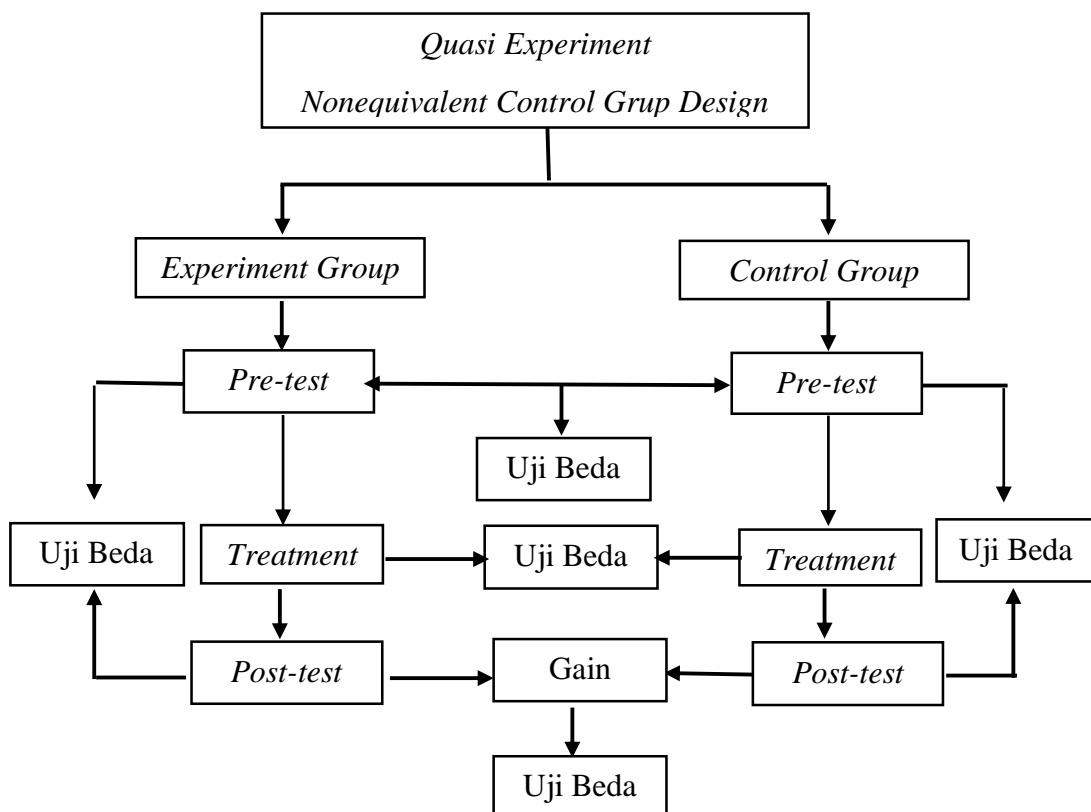 Quasi Experiment
Nonequivalent Control Grup Design
Experiment Group
Control Group
Pre-test
Pre-test
Uji Beda
Uji Beda
Treatment
Uji Beda
Treatment
Uji Beda
Post-test
Gain
Post-test
Uji Beda